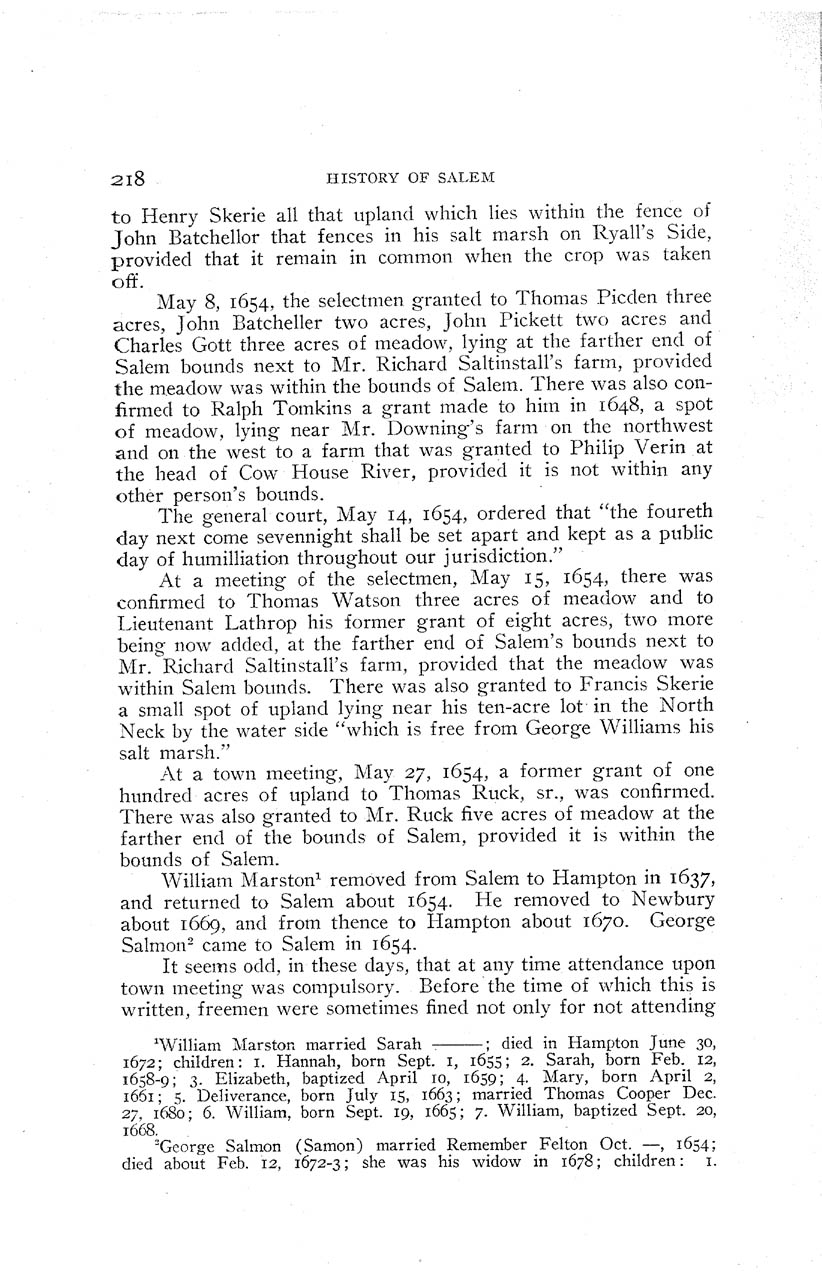 218 HISTORY OF SALEM
to Henry Skerie all that upland which lies within the fence of
John Batchellor that fences in his salt marsh on Ryall's Side,
provided that it remain in common when the crop was taken
off.
May 8, 1654, the selectmen granted to Thomas Picden three
acres, John Batcheller two acres, John Pickett two acres and
Charles Gott three acres of meadow, lying at the farther end of
Salem bounds next to Mr. Richard Saltinstall's farm, provided
the meadow was within the bounds of Salem. There was also con-
firmed to Ralph Tomkins a grant made to him in 1648, a spot
of meadow, lying near Mr. Downing's farm on the northwest
and on the west to a farm that was granted to Philip Verin at
the head of Cow House River, provided it is not within any
other person's bounds.
The general court, May 14, 1654, ordered that "the foureth
day next come sevennight shall be set apart and kept as a public
day of humilliation throughout our jurisdiction."
At a meeting of the selectmen, May 15, 1654, there was
confirmed to Thomas Watson three acres of meadow and to
Lieutenant Lathrop his former grant of eight acres, two more
being now added, at the farther end of Salem's bounds next to
Mr. Richard Saltinstall's farm, provided that the meadow was
within Salem bounds. There was also granted to Francis Skerie
a small spot of upland lying near his ten-acre lot in the North
Neck by the water side "which is free from George Williams his
salt marsh."
At a town meeting, May 27, 1654, a former grant of one
hundred acres of upland to Thomas Ruck, sr., was confirmed.
There was also granted to Mr. Ruck five acres of meadow at the
farther end of the bounds of Salem, provided it is within the
bounds of Salem.
William Marston¹ removed from Salem to Hampton in 1637,
and returned to Salem about 1654. He removed to Newbury
about 1669, and from thence to Hampton about 1670. George
Salmon² came to Salem in 1654.
It seems odd, in these days, that at any time attendance upon
town meeting was compulsory. Before the time of which this is
written, freemen were sometimes fined not only for not attending
¹William Marston married Sarah ———; died in Hampton June 30,
1672; children: 1. Hannah, born Sept. 1, 1655; 2. Sarah, born Feb. 12,
1658-9; 3. Elizabeth, baptized April 10, 1659; 4. Mary, born April 2,
1661; 5. Deliverance, born July 15, 1663; married Thomas Cooper Dec.
27, 1680; 6. William, born Sept. 19, 1665; 7. William, baptized Sept. 20,
1668.
²George Salmon (Samon) married Remember Felton Oct. —, 1654;
died about Feb. 12, 1672-3; she was his widow in 1678; children: 1.